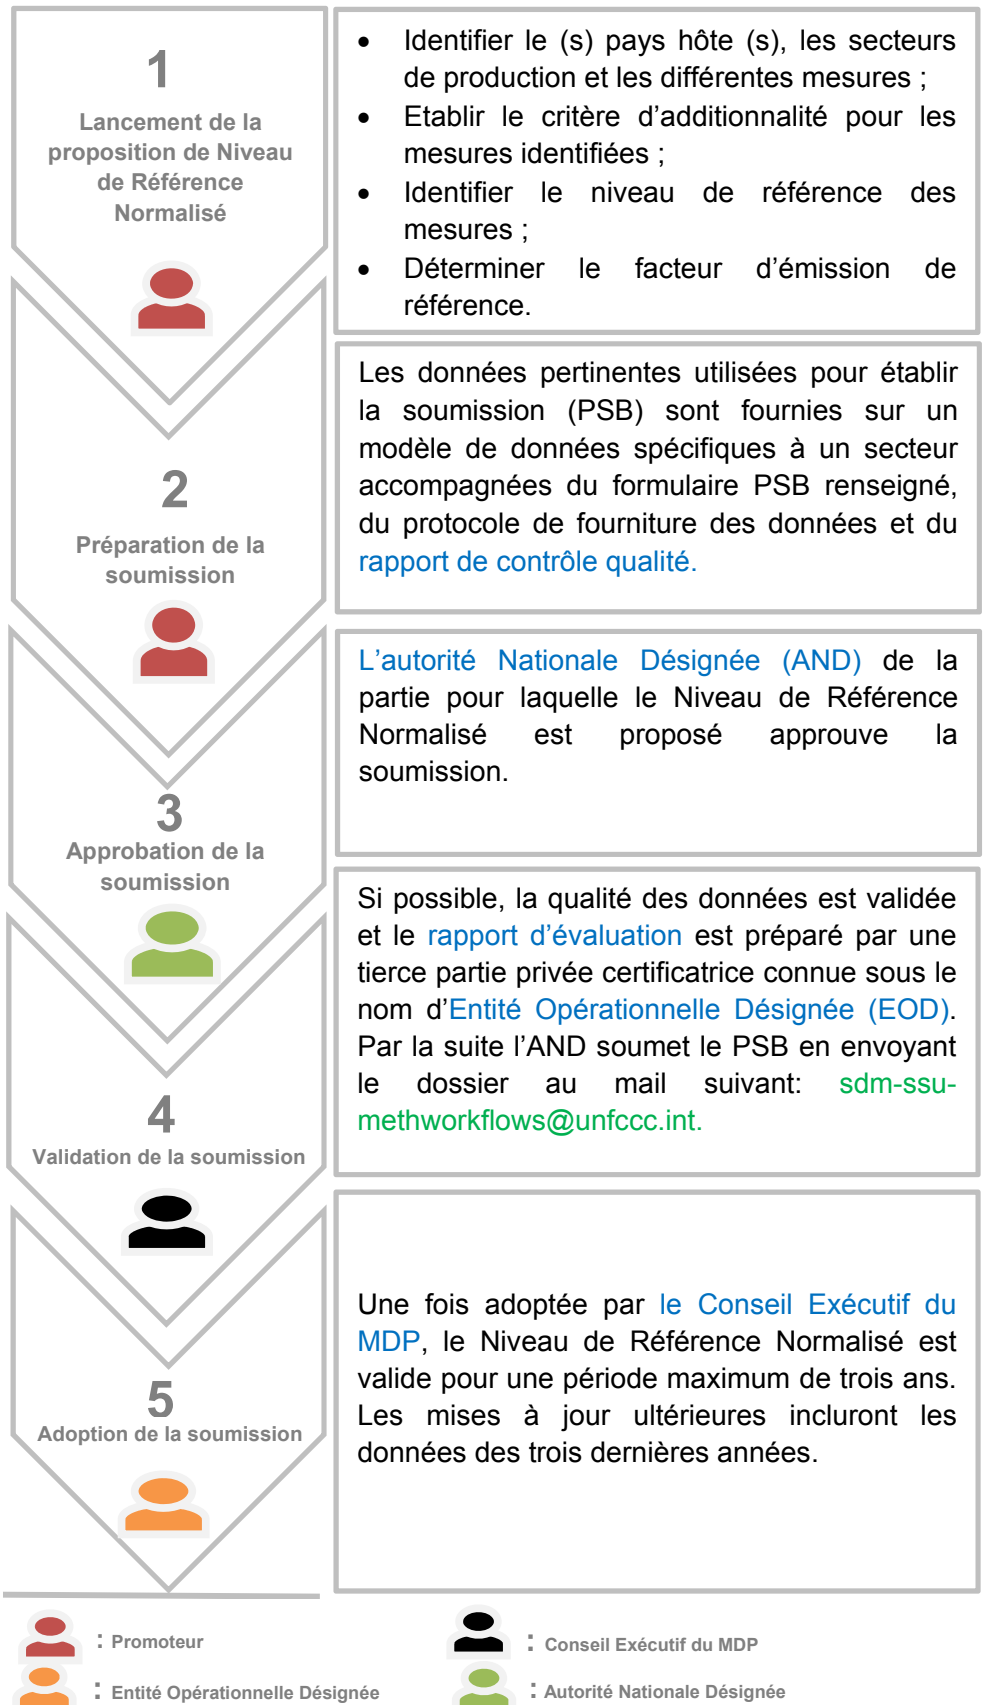 1
Lancement de la
proposition de Niveau
de Référence
Normalisé
• Identifier le (s) pays hôte (s), les secteurs
de production et les différentes mesures ;
• Etablir le critère d’additionnalité pour les
mesures identifiées ;
• Identifier le niveau de référence des
mesures ;
• Déterminer le facteur d’émission de
référence.
2
Préparation de la
soumission
Les données pertinentes utilisées pour établir
la soumission (PSB) sont fournies sur un
modèle de données spécifiques à un secteur
accompagnées du formulaire PSB renseigné,
du protocole de fourniture des données et du
rapport de contrôle qualité.
3
Approbation de la
soumission
L’autorité Nationale Désignée (AND) de la
partie pour laquelle le Niveau de Référence
Normalisé est proposé approuve la
soumission.
4
Validation de la soumission
Si possible, la qualité des données est validée
et le rapport d’évaluation est préparé par une
tierce partie privée certificatrice connue sous le
nom d’Entité Opérationnelle Désignée (EOD).
Par la suite l’AND soumet le PSB en envoyant
le dossier au mail suivant: sdm-ssu-
methworkflows@unfccc.int.
5
Adoption de la soumission
Une fois adoptée par le Conseil Exécutif du
MDP, le Niveau de Référence Normalisé est
valide pour une période maximum de trois ans.
Les mises à jour ultérieures incluront les
données des trois dernières années.
: Promoteur
: Conseil Exécutif du MDP
: Entité Opérationnelle Désignée
: Autorité Nationale Désignée